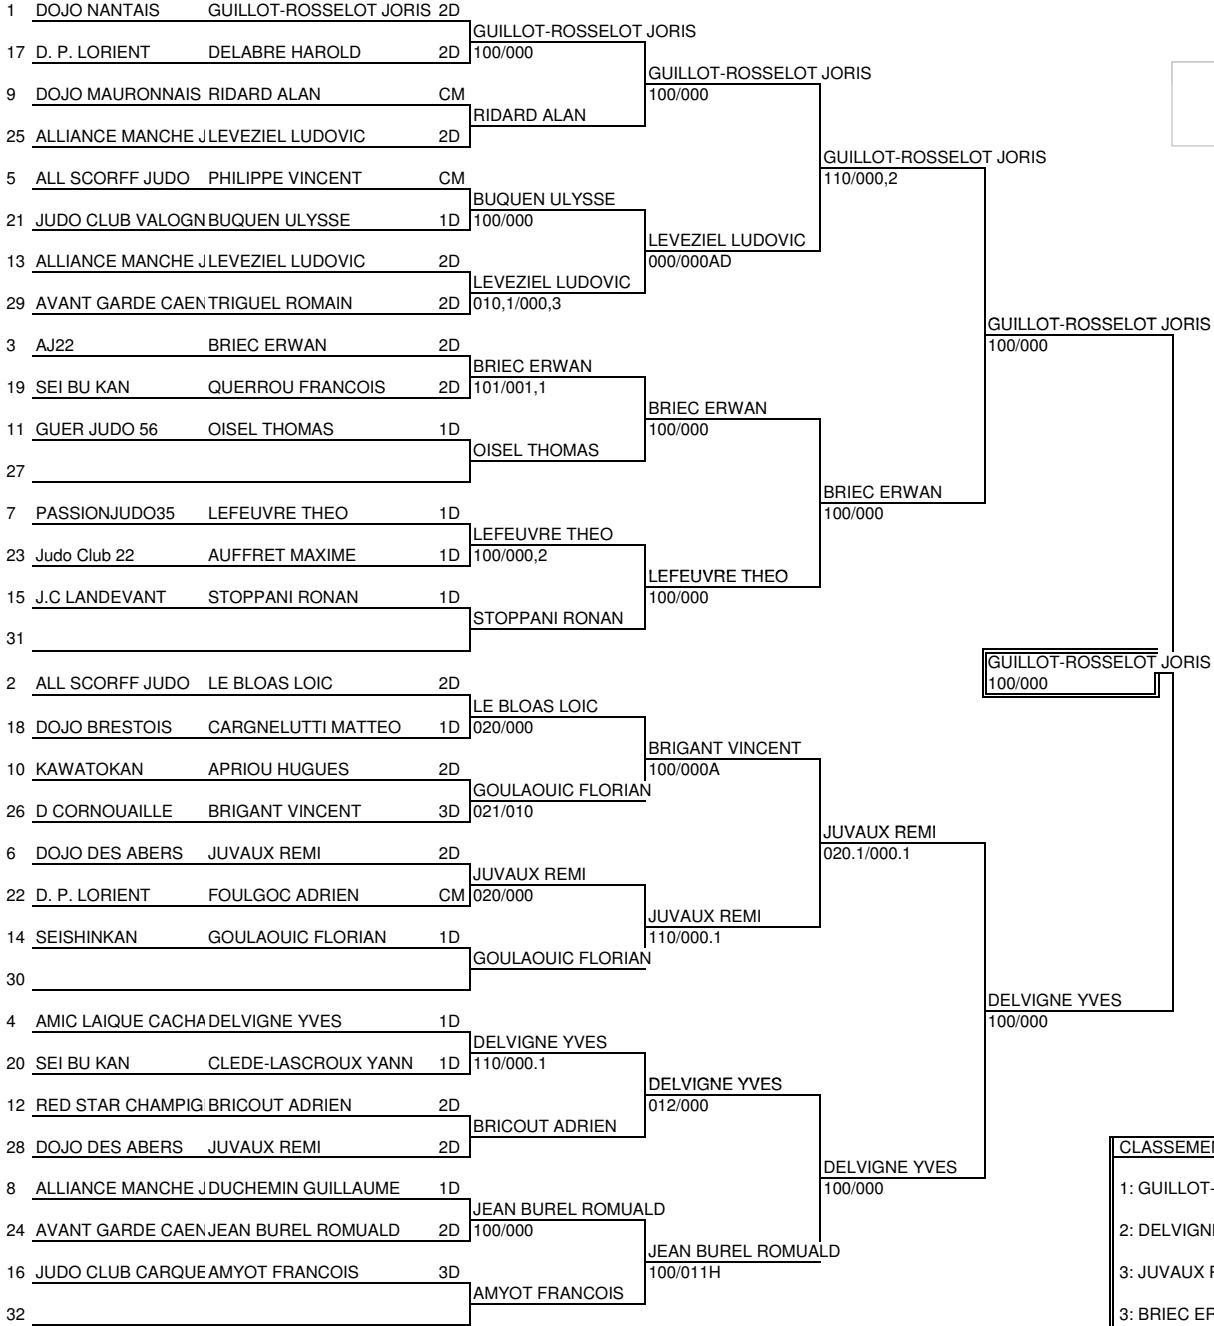 1 DOJO NANTAIS GUILLOT-ROSSELOT JORIS 2D
GUILLOT-ROSSELOT JORIS
17 D. P. LORIENT DELABRE HAROLD 2D 100/000
GUILLOT-ROSSELOT JORIS
9 DOJO MAURONNAIS RIDARD ALAN CM 100/000
RIDARD ALAN
25 ALLIANCE MANCHE J LEVEZIEL LUDOVIC 2D
GUILLOT-ROSSELOT JORIS
5 ALL SCORFF JUDO PHILIPPE VINCENT CM 110/000,2
BUQUEN ULYSSE
21 JUDO CLUB VALOGN BUQUEN ULYSSE 1D 100/000
LEVEZIEL LUDOVIC
13 ALLIANCE MANCHE J LEVEZIEL LUDOVIC 2D 000/000AD
LEVEZIEL LUDOVIC
29 AVANT GARDE CAEN TRIGUEL ROMAIN 2D 010,1/000,3
GUILLOT-ROSSELOT JORIS
3 AJ22 BRIEC ERWAN 2D 100/000
BRIEC ERWAN
19 SEI BU KAN QUERROU FRANCOIS 2D 101/001,1
BRIEC ERWAN
11 GUER JUDO 56 OISEL THOMAS 1D 100/000
OISEL THOMAS
27
BRIEC ERWAN
7 PASSIONJUDO35 LEFEUVRE THEO 1D 100/000
LEFEUVRE THEO
23 Judo Club 22 AUFFRET MAXIME 1D 100/000,2
LEFEUVRE THEO
15 J.C LANDEVANT STOPPANI RONAN 1D 100/000
STOPPANI RONAN
31
GUILLOT-ROSSELOT JORIS
2 ALL SCORFF JUDO LE BLOAS LOIC 2D 100/000
LE BLOAS LOIC
18 DOJO BRESTOIS CARGNELUTTI MATTEO 1D 020/000
BRIGANT VINCENT
10 KAWATOKAN APRIOU HUGUES 2D 100/000A
GOULAOUIC FLORIAN
26 D CORNOUAILLE BRIGANT VINCENT 3D 021/010
JUVAUX REMI
6 DOJO DES ABERS JUVAUX REMI 2D 020.1/000.1
JUVAUX REMI
22 D. P. LORIENT FOULGOC ADRIEN CM 020/000
JUVAUX REMI
14 SEISHINKAN GOULAOUIC FLORIAN 1D 110/000.1
GOULAOUIC FLORIAN
30
DELVIGNE YVES
4 AMIC LAIQUE CACHA DELVIGNE YVES 1D 100/000
DELVIGNE YVES
20 SEI BU KAN CLEDE-LASCROUX YANN 1D 110/000.1
DELVIGNE YVES
12 RED STAR CHAMPIG BRICOUT ADRIEN 2D 012/000
BRICOUT ADRIEN
28 DOJO DES ABERS JUVAUX REMI 2D CLASSEME
DELVIGNE YVES
8 ALLIANCE MANCHE J DUCHEMIN GUILLAUME 1D 100/000 1: GUILLOT-
JEAN BUREL ROMUALD
24 AVANT GARDE CAEN JEAN BUREL ROMUALD 2D 100/000 2: DELVIGN
JEAN BUREL ROMUALD
16 JUDO CLUB CARQUE AMYOT FRANCOIS 3D 100/011H 3: JUVAUX
AMYOT FRANCOIS
32 3: BRIEC ER